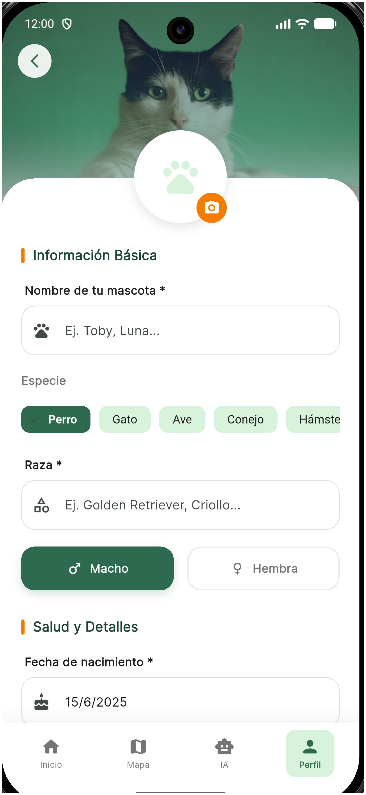 12:00
Información Básica
Nombre de tu mascota *
Ej. Toby, Luna...
Especie
Perro Gato Ave Conejo Hámste
Raza *
Ej. Golden Retriever, Criollo...
Macho Hembra
Salud y Detalles
Fecha de nacimiento *
15/6/2025
Inicio Mapa IA Perfil